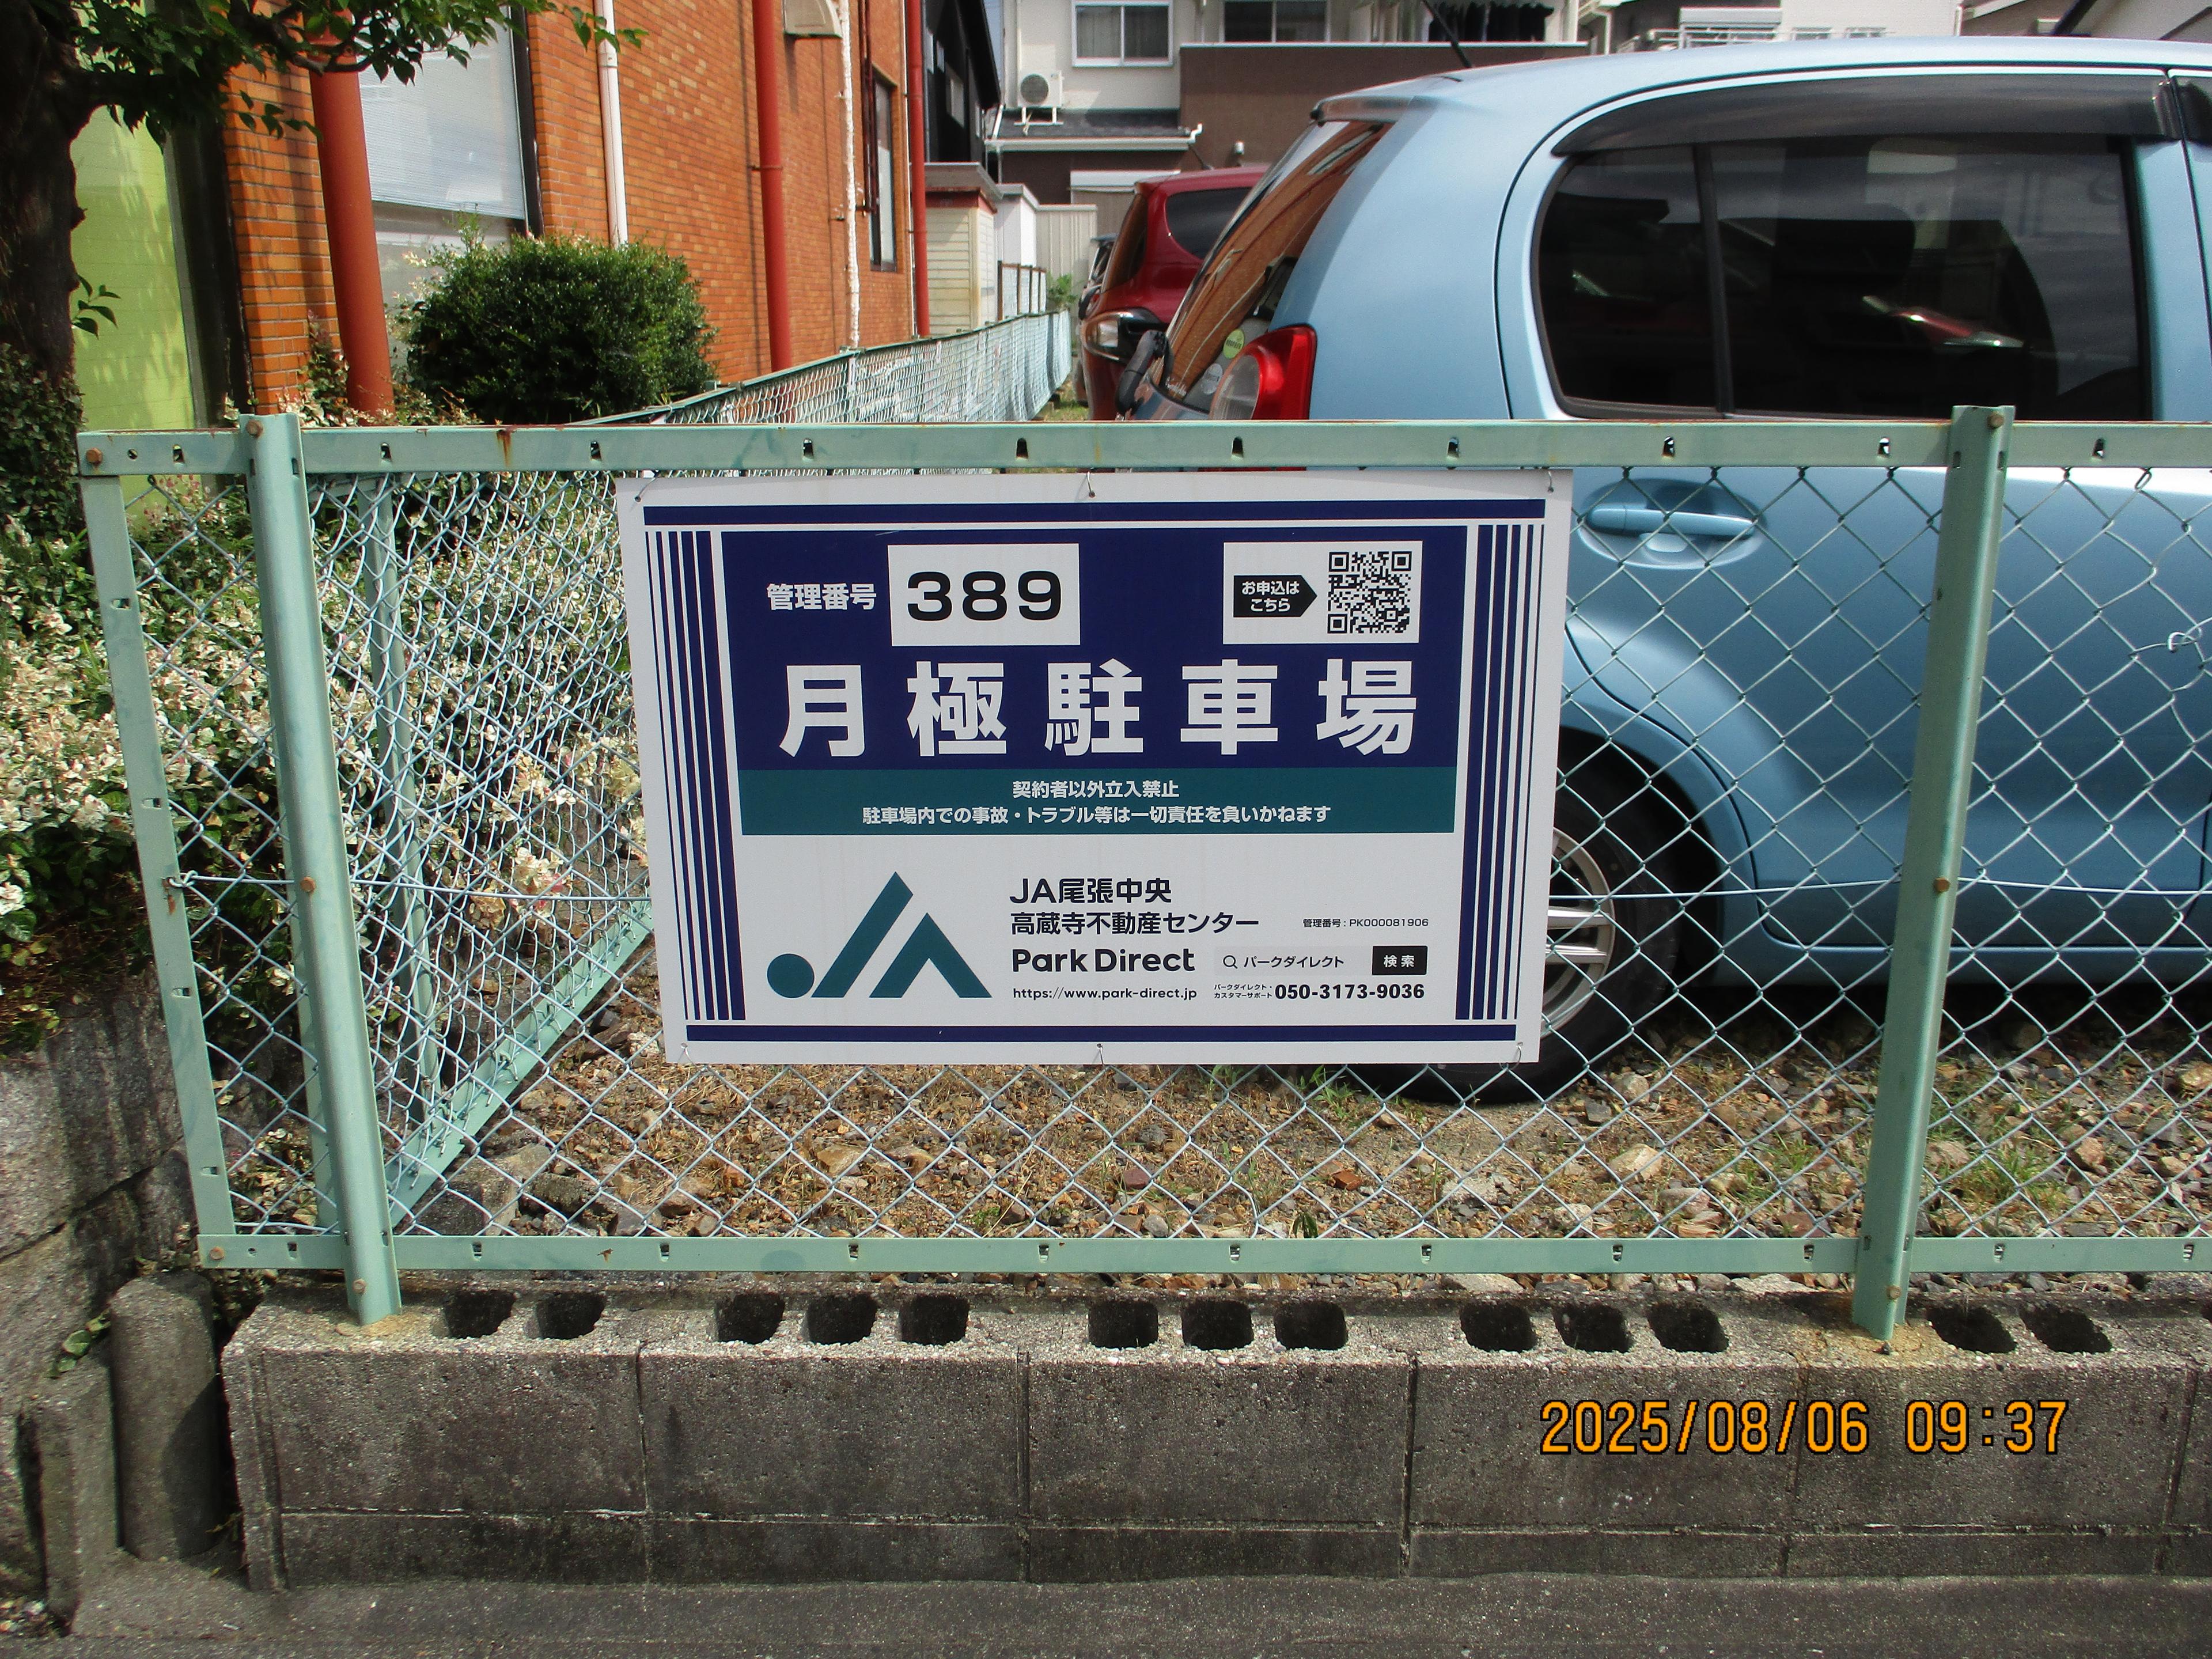 管理番号 389
お申込は
こちら
月極駐車場
契約者以外立入禁止
駐車場内での事故・トラブル等は一切責任を負いかねます
JA尾張中央
高蔵寺不動産センター
管理番号：PK000081906
Park Direct
パークダイレクト 検索
https://www.park-direct.jp
パークダイレクト・
カスタマーサポート 050-3173-9036
2025/08/06 09:37